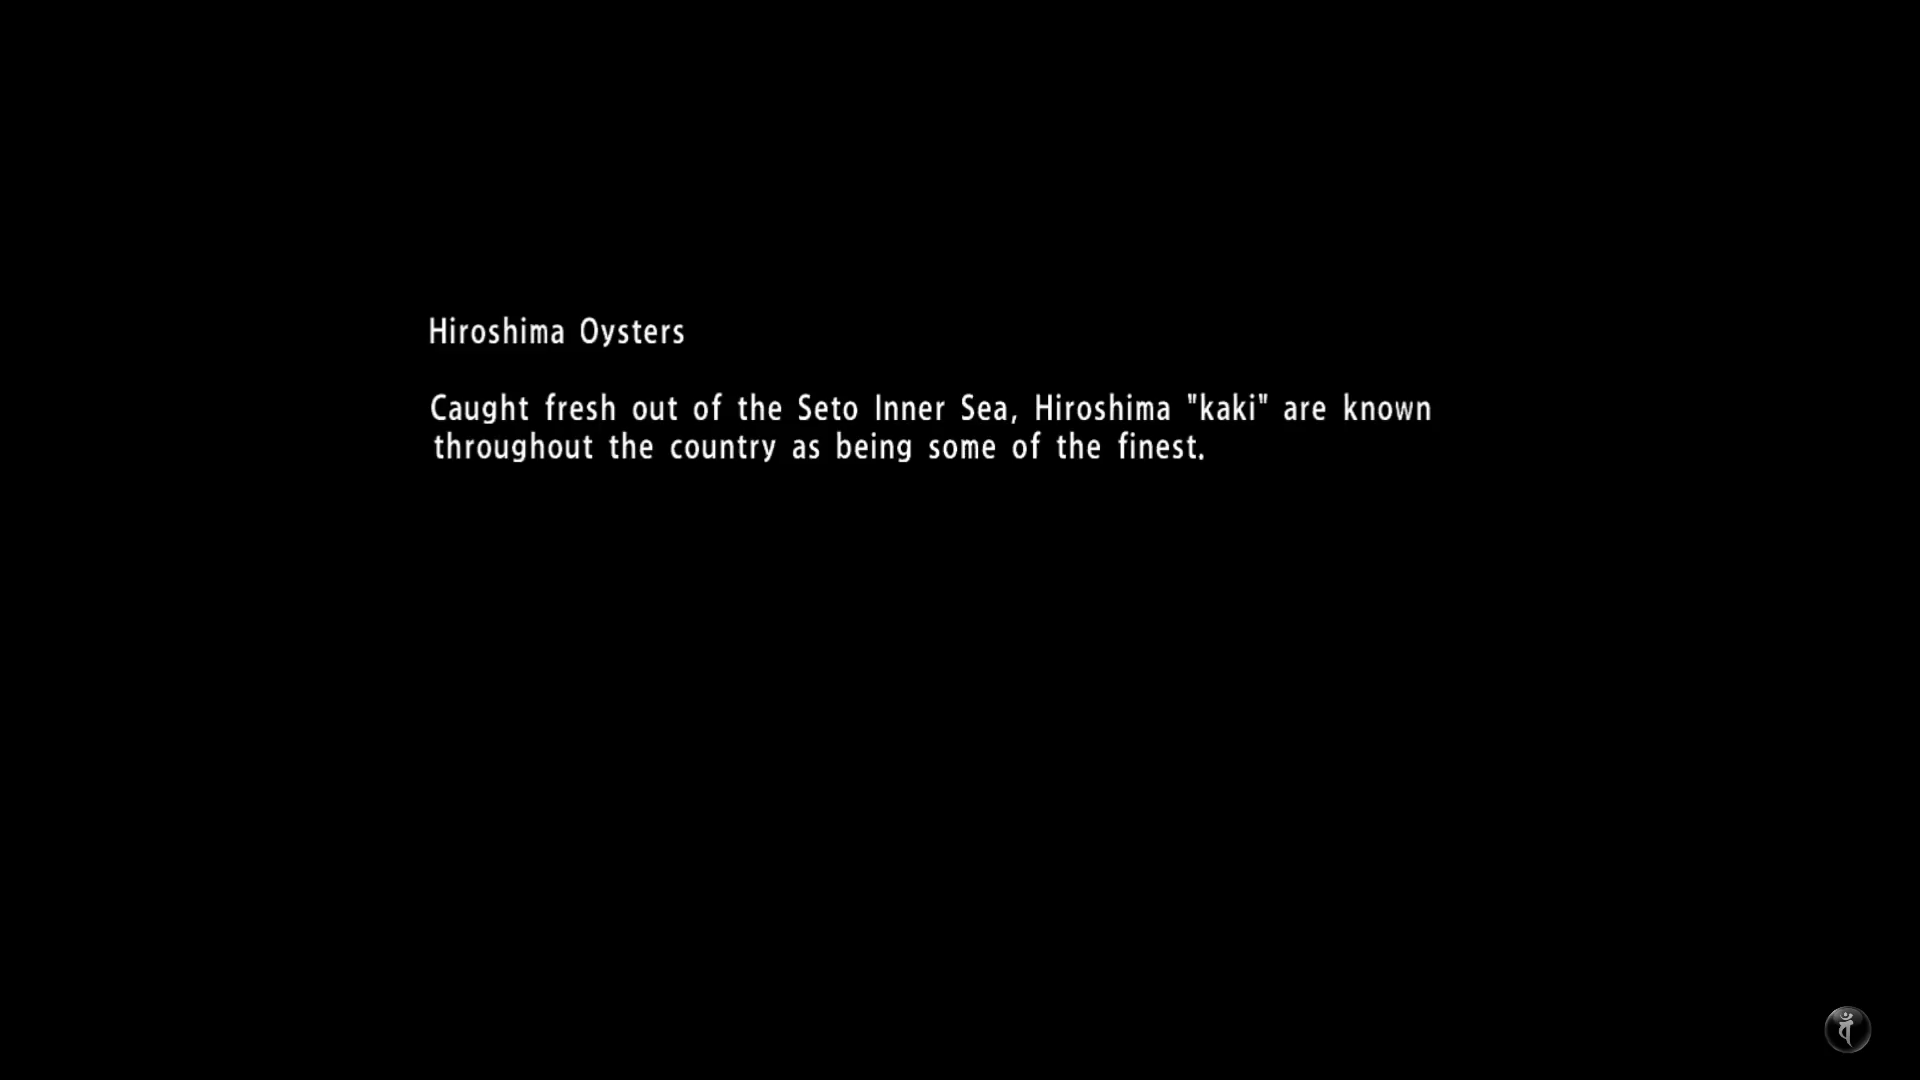 Hiroshima Oysters
Caught fresh out of the Seto Inner Sea, Hiroshima "kaki" are known
throughout the country as being some of the finest.